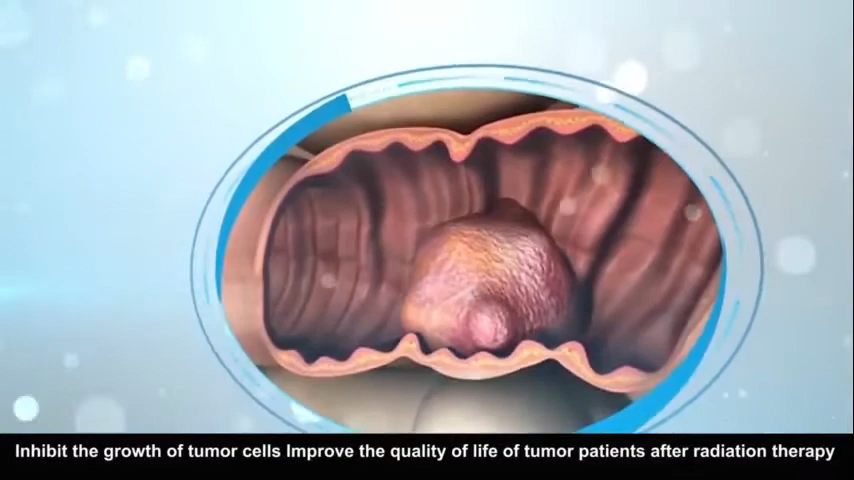 Inhibit the growth of tumor cells Improve the quality of life of tumor patients after radiation therapy